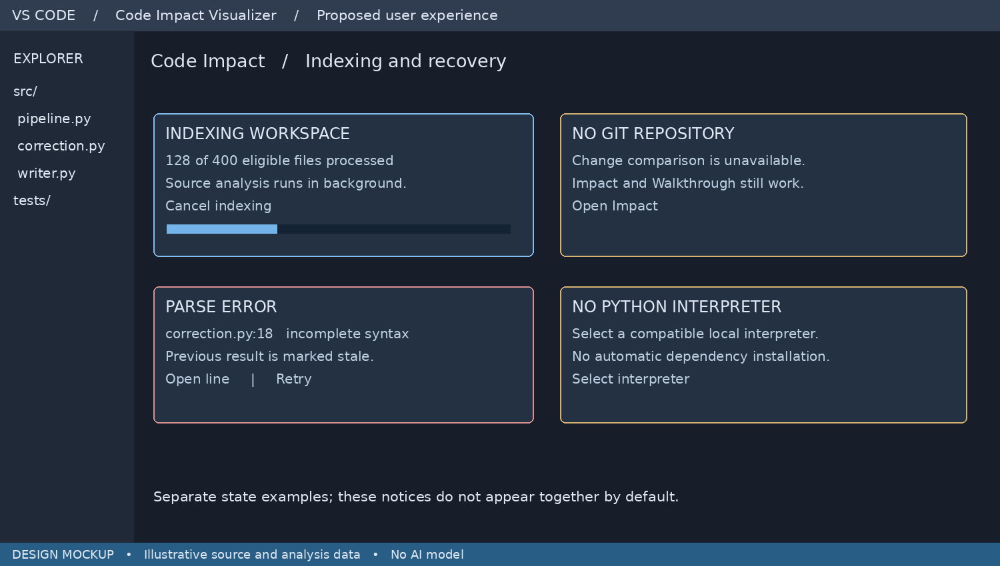 VS CODE / Code Impact Visualizer / Proposed user experience
EXPLORER
src/
pipeline.py
correction.py
writer.py
tests/
Code Impact / Indexing and recovery
INDEXING WORKSPACE
128 of 400 eligible files processed
Source analysis runs in background.
Cancel indexing
NO GIT REPOSITORY
Change comparison is unavailable.
Impact and Walkthrough still work.
Open Impact
PARSE ERROR
correction.py:18 incomplete syntax
Previous result is marked stale.
Open line | Retry
NO PYTHON INTERPRETER
Select a compatible local interpreter.
No automatic dependency installation.
Select interpreter
Separate state examples; these notices do not appear together by default.
DESIGN MOCKUP • Illustrative source and analysis data • No AI model